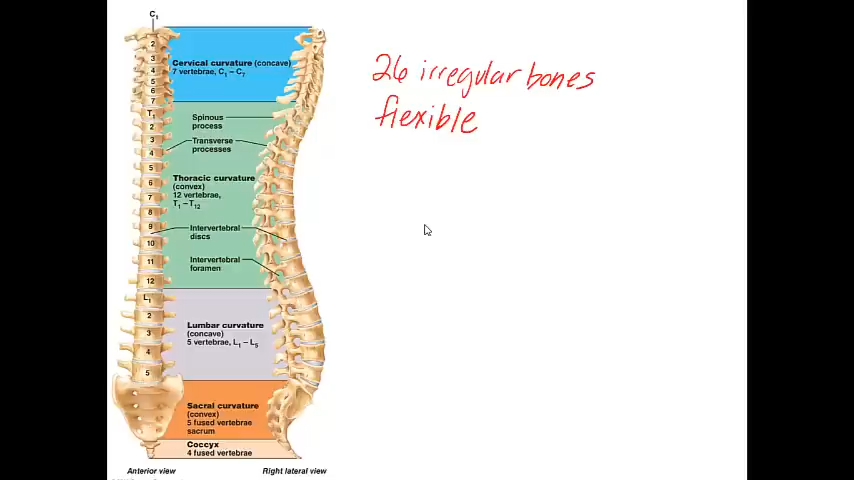 C₁
2
3
4
5
6
7
T₁
2
3
4
5
6
7
8
9
10
11
12
L₁
2
3
4
5
Cervical curvature (concave)
7 vertebrae, C₁ – C₇
Spinous
process
Transverse
processes
Thoracic curvature
(convex)
12 vertebrae,
T₁ – T₁₂
Intervertebral
discs
Intervertebral
foramen
Lumbar curvature
(concave)
5 vertebrae, L₁ – L₅
Sacral curvature
(convex)
5 fused vertebrae
sacrum
Coccyx
4 fused vertebrae
Anterior view
Right lateral view
26 irregular bones
flexible